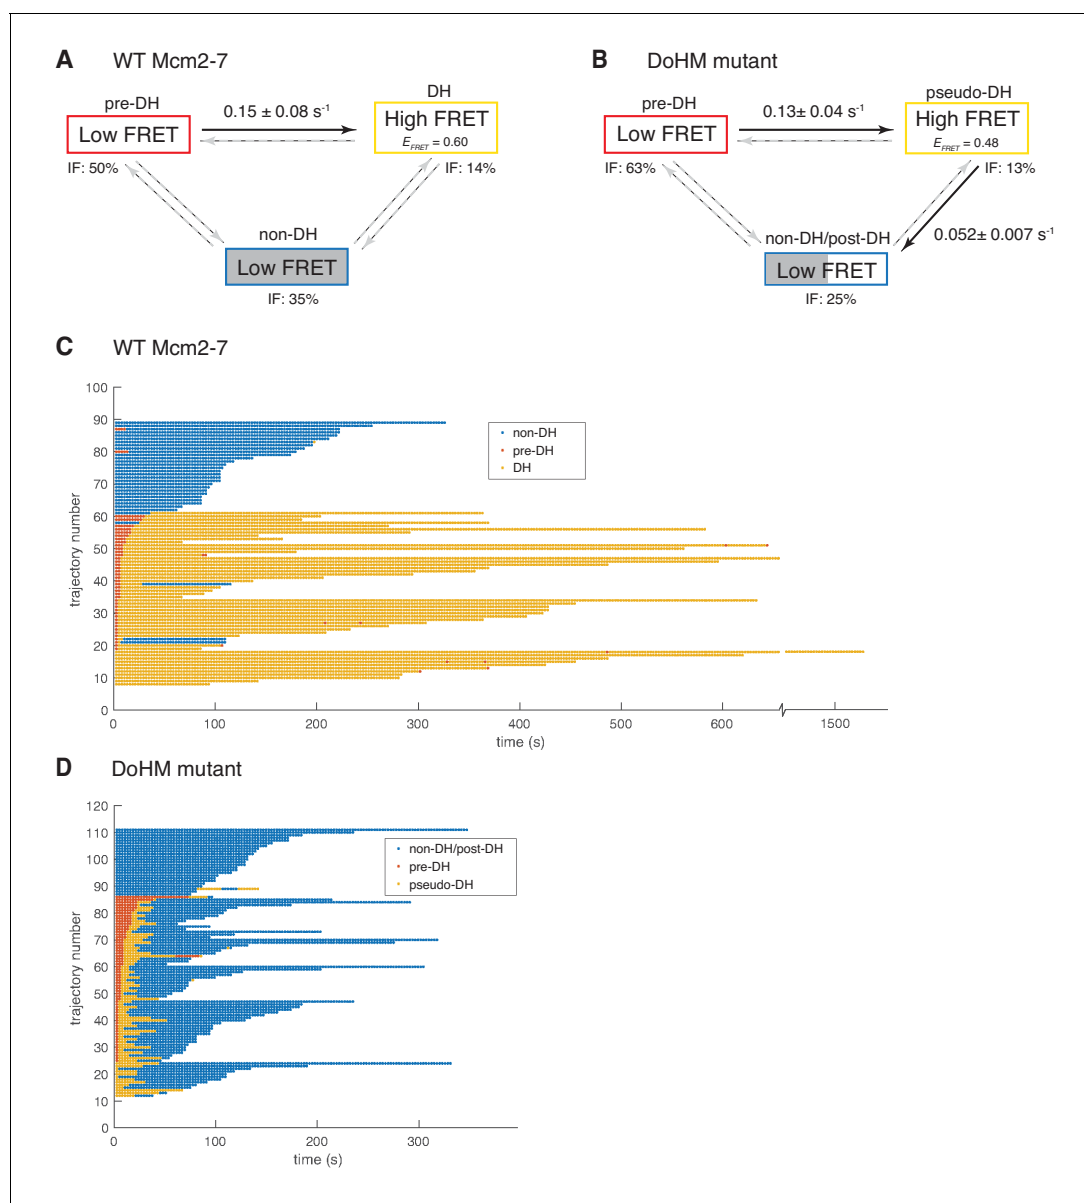 A WT Mcm2-7
pre-DH
Low FRET
IF: 50%
0.15 ± 0.08 s-1
DH
High FRET
EFRET = 0.60
IF: 14%
non-DH
Low FRET
IF: 35%
B DoHM mutant
pre-DH
Low FRET
IF: 63%
0.13± 0.04 s-1
pseudo-DH
High FRET
EFRET = 0.48
IF: 13%
0.052± 0.007 s-1
non-DH/post-DH
Low FRET
IF: 25%
C WT Mcm2-7
trajectory number
100
90
80
70
60
50
40
30
20
10
0
non-DH
pre-DH
DH
0 100 200 300 400 500 600 1500
time (s)
D DoHM mutant
trajectory number
120
110
100
90
80
70
60
50
40
30
20
10
0
non-DH/post-DH
pre-DH
pseudo-DH
0 100 200 300
time (s)